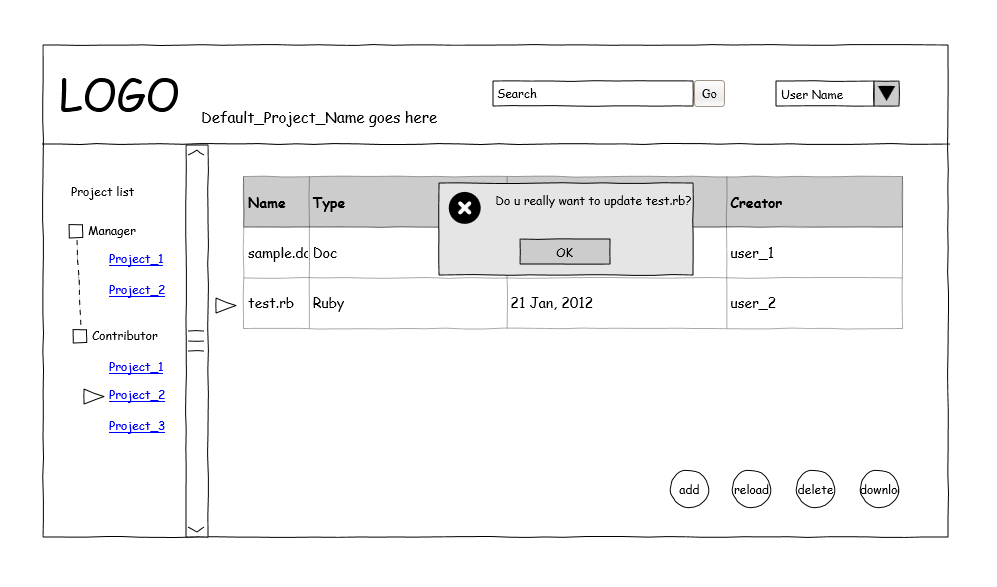 LOGO
Default_Project_Name goes here
Search
Go
User Name
Project list
Manager
Project_1
Project_2
Contributor
Project_1
Project_2
Project_3
Name Type Creator
Do u really want to update test.rb?
OK
sample.dc Doc user_1
test.rb Ruby 21 Jan, 2012 user_2
add reload delete downlo